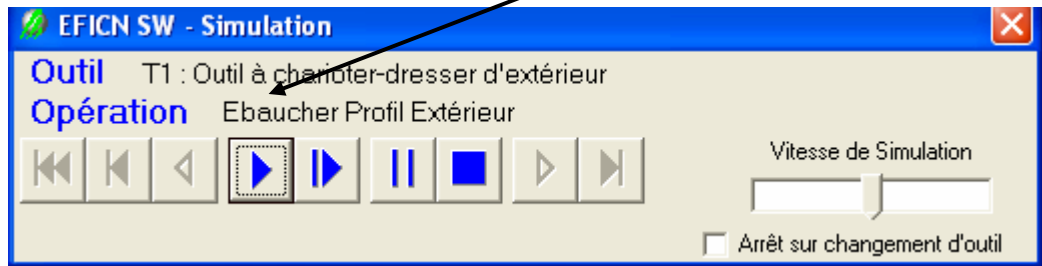 EFICN SW - Simulation
Outil T1 : Outil à charioter-dresser d'extérieur
Opération Ebaucher Profil Extérieur
Vitesse de Simulation
Arrêt sur changement d'outil